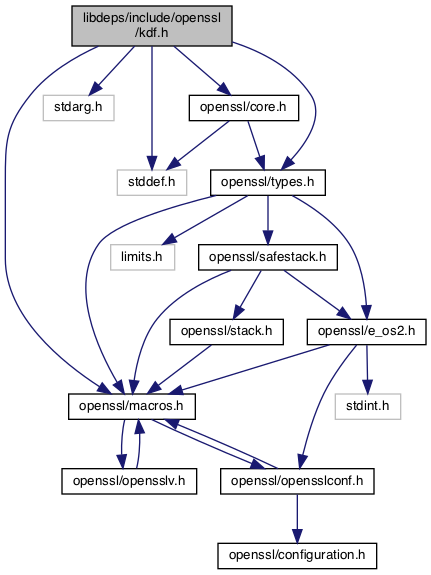 libdeps/include/openssl
/kdf.h
stdarg.h
openssl/core.h
stddef.h
openssl/types.h
limits.h
openssl/safestack.h
openssl/stack.h
openssl/e_os2.h
openssl/macros.h
stdint.h
openssl/opensslv.h
openssl/opensslconf.h
openssl/configuration.h